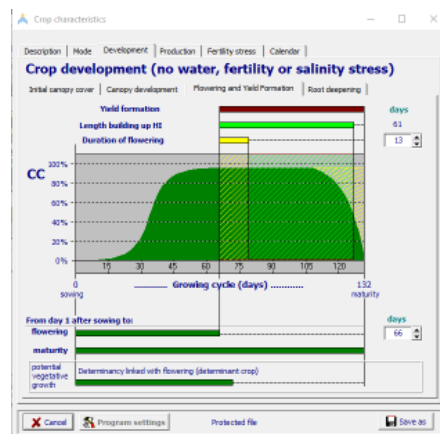 Crop characteristics
Description Mode Development Production Fertility stress Calendar
Crop development (no water, fertility or salinity stress)
Initial canopy cover Canopy development Flowering and Yield Formation Root deepening
Yield formation days
Length building up HI 61
Duration of flowering 13
CC
100%
80%
60%
40%
20%
0%
15 30 45 60 75 90 105 120
0 Growing cycle (days) 132
sowing maturity
From day 1 after sowing to: days
flowering 66
maturity
potential
vegetative
growth
Determinancy linked with flowering (determinant crop)
Cancel Program settings Protected file Save as